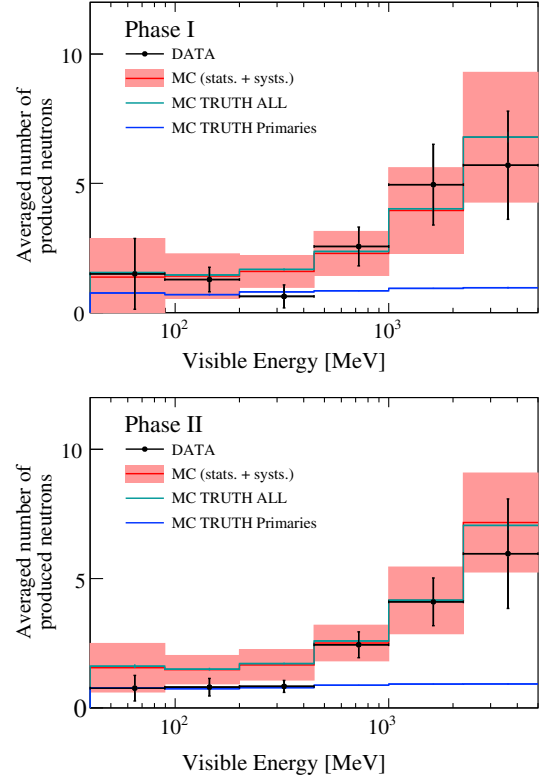 Phase I
DATA
MC (stats. + systs.)
MC TRUTH ALL
MC TRUTH Primaries
10
5
0
Averaged number of
produced neutrons
10²
10³
Visible Energy [MeV]
Phase II
DATA
MC (stats. + systs.)
MC TRUTH ALL
MC TRUTH Primaries
10
5
0
Averaged number of
produced neutrons
10²
10³
Visible Energy [MeV]